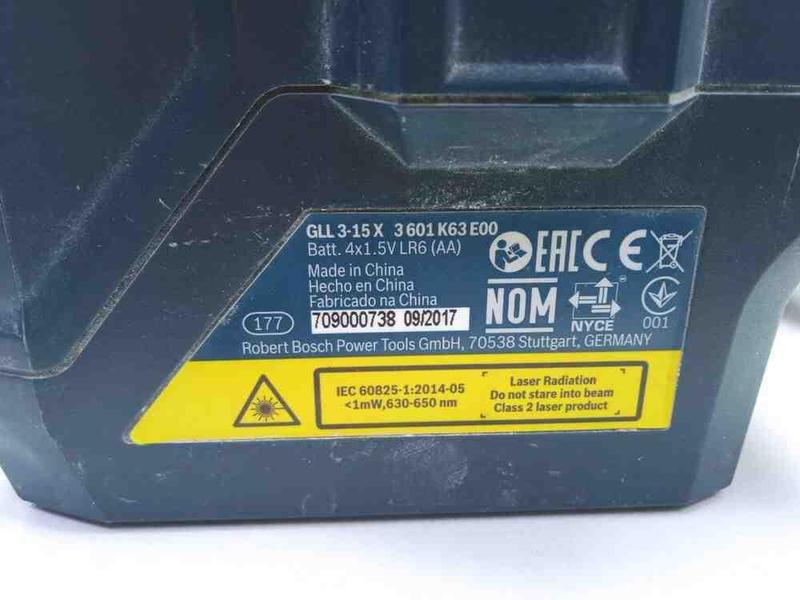 GLL 3-15 X 3 601 K63 E00
Batt. 4x1.5V LR6 (AA)
Made in China
Hecho en China
Fabricado na China
177 709000738 09/2017
EAC CE
NOM
NYCE
001
Robert Bosch Power Tools GmbH, 70538 Stuttgart, GERMANY
IEC 60825-1:2014-05
<1mW,630-650 nm
Laser Radiation
Do not stare into beam
Class 2 laser product